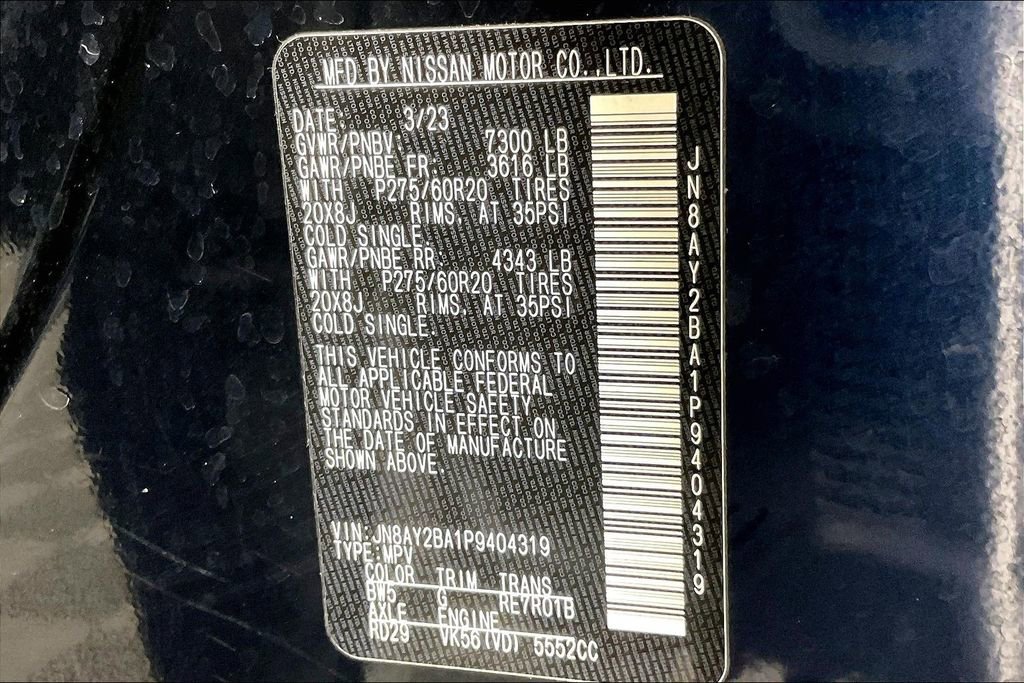 MFD BY NISSAN MOTOR CO.,LTD.
DATE: 3/23
GVWR/PNBV 7300 LB
GAWR/PNBE FR. 3616 LB
WITH P275/60R20 TIRES
20X8J RIMS, AT 35PSI
COLD SINGLE.
GAWR/PNBE RR. 4343 LB
WITH P275/60R20 TIRES
20X8J RIMS, AT 35PSI
COLD SINGLE.
THIS VEHICLE CONFORMS TO
ALL APPLICABLE FEDERAL
MOTOR VEHICLE SAFETY
STANDARDS IN EFFECT ON
THE DATE OF MANUFACTURE
SHOWN ABOVE.
VIN:JN8AY2BA1P9404319
TYPE:MPV
COLOR TRIM TRANS
BW5 G RE7R01B
AXLE ENGINE
RD29 VK56(VD) 5552CC
JN8AY2BA1P9404319